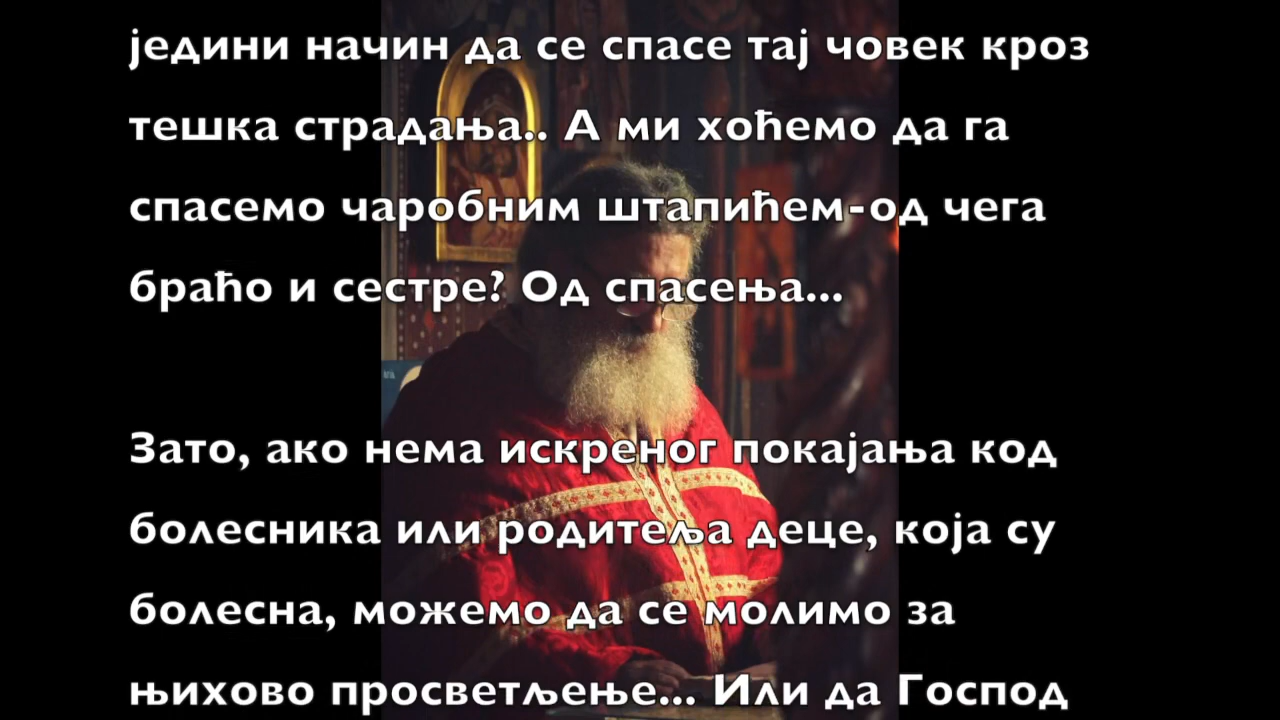 једини начин да се спасе тај човек кроз
тешка страдања.. А ми хоћемо да га
спасемо чаробним штапићем-од чега
браћо и сестре? Од спасења...
Зато, ако нема искреног покајања код
болесника или родитеља деце, која су
болесна, можемо да се молимо за
њихово просветљење... Или да Господ